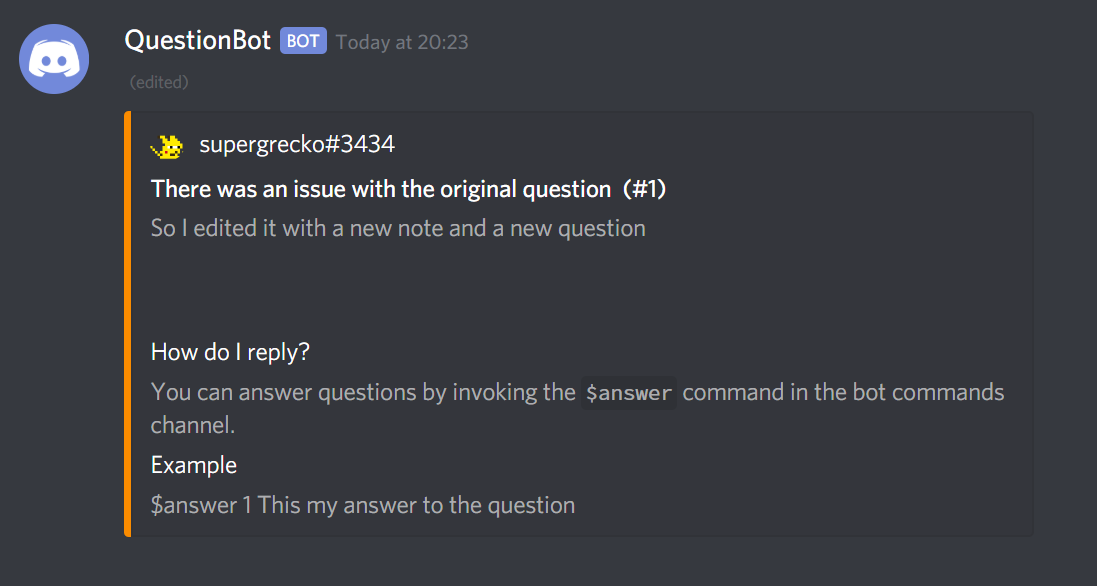 QuestionBot BOT Today at 20:23
(edited)
supergrecko#3434
There was an issue with the original question (#1)
So I edited it with a new note and a new question
How do I reply?
You can answer questions by invoking the $answer command in the bot commands
channel.
Example
$answer 1 This my answer to the question